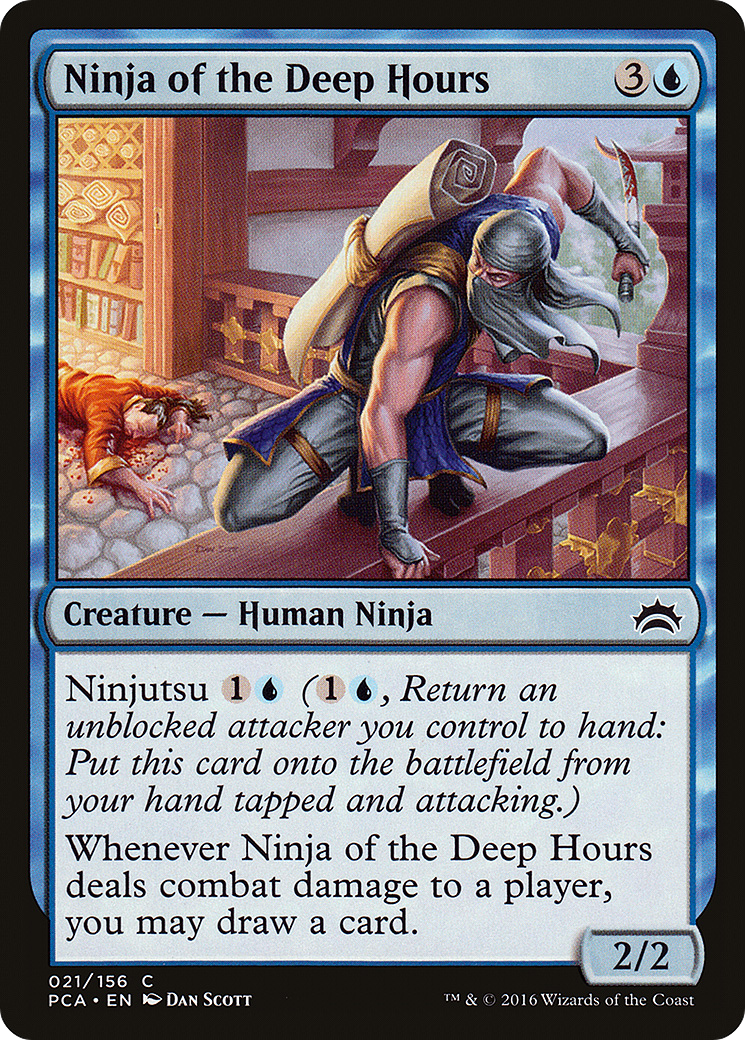 Ninja of the Deep Hours 3
Dan Scott
Creature — Human Ninja
Ninjutsu 1 (1 , Return an
unblocked attacker you control to hand:
Put this card onto the battlefield from
your hand tapped and attacking.)
Whenever Ninja of the Deep Hours
deals combat damage to a player,
you may draw a card.
2/2
021/156 C
PCA • EN Dan Scott
™ & © 2016 Wizards of the Coast